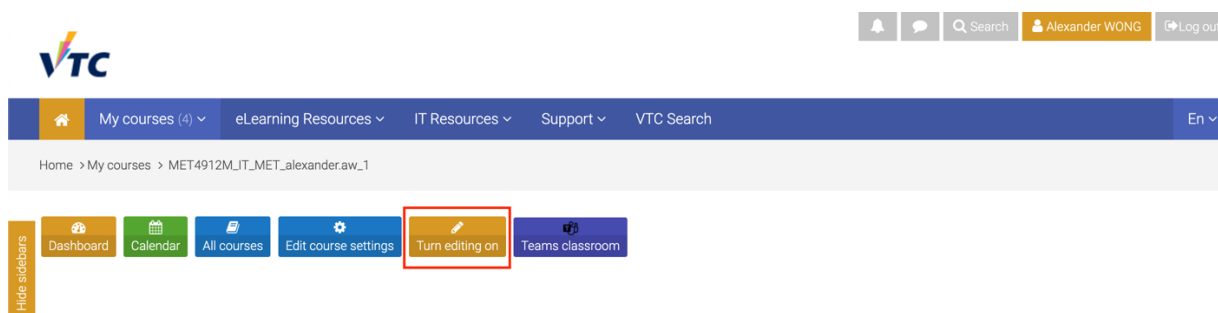 Search
Alexander WONG
Log out
VTC
My courses (4)
eLearning Resources
IT Resources
Support
VTC Search
En
Home > My courses > MET4912M_IT_MET_alexander.aw_1
Dashboard
Calendar
All courses
Edit course settings
Turn editing on
Teams classroom
Hide sidebars